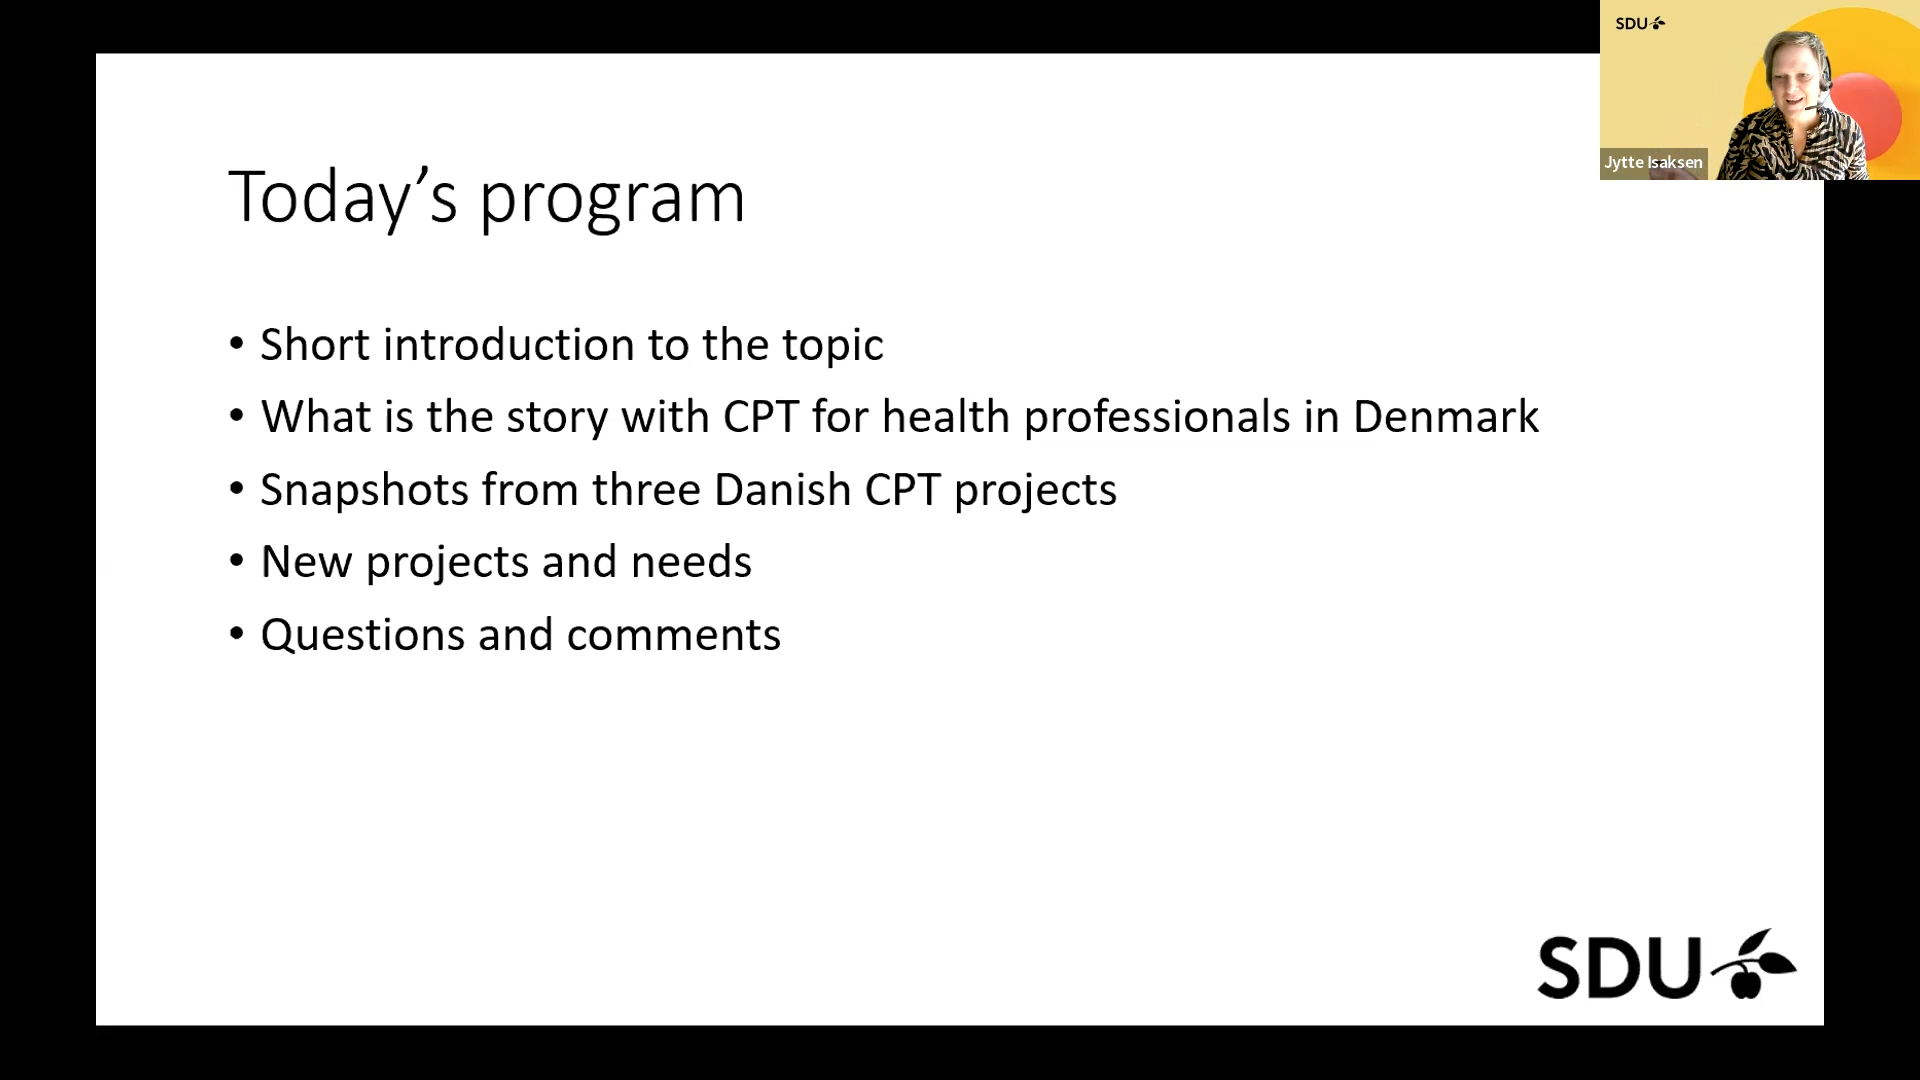 SDU
Jytte Isaksen
Today’s program
• Short introduction to the topic
• What is the story with CPT for health professionals in Denmark
• Snapshots from three Danish CPT projects
• New projects and needs
• Questions and comments
SDU